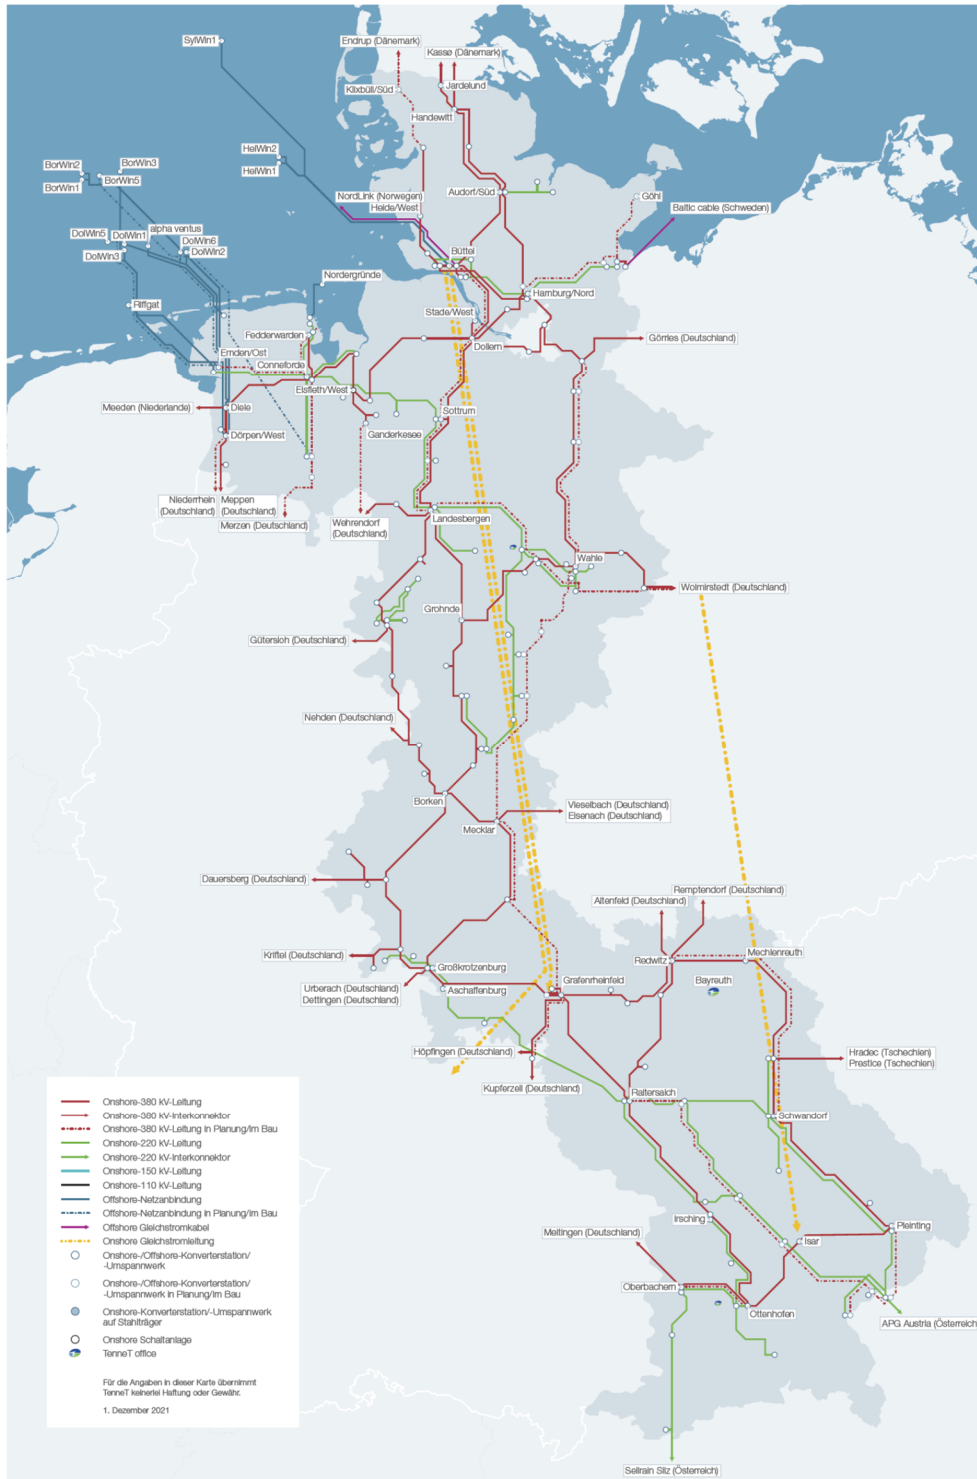 SylWin1
Endrup (Dänemark)
Kassø (Dänemark)
Klixbüll/Süd
Jardelund
Handewitt
HelWin2
HelWin1
BorWin2
BorWin3
BorWin1
BorWin5
NordLink (Norwegen)
Heide/West
Audorf/Süd
Göhl
Baltic cable (Schweden)
alpha ventus
DolWin5
DolWin1
DolWin6
DolWin3
DolWin2
Büttel
Nordergründe
Hamburg/Nord
Riffgat
Stade/West
Fedderwarden
Dollern
Görries (Deutschland)
Emden/Ost
Conneforde
Elsfleth/West
Meeden (Niederlande)
Diele
Sottrum
Dörpen/West
Ganderkesee
Niederrhein
(Deutschland)
Meppen
(Deutschland)
Merzen (Deutschland)
Wehrendorf
(Deutschland)
Landesbergen
Wahle
Wolmirstedt (Deutschland)
Grohnde
Gütersloh (Deutschland)
Nehden (Deutschland)
Borken
Vieselbach (Deutschland)
Eisenach (Deutschland)
Mecklar
Dauersberg (Deutschland)
Remptendorf (Deutschland)
Altenfeld (Deutschland)
Kriftel (Deutschland)
Großkrotzenburg
Redwitz
Mechlenreuth
Urberach (Deutschland)
Dettingen (Deutschland)
Aschaffenburg
Grafenrheinfeld
Bayreuth
Höpfingen (Deutschland)
Hradec (Tschechien)
Prestice (Tschechien)
Kupferzell (Deutschland)
Raitersaich
Schwandorf
Irsching
Pleinting
Meitingen (Deutschland)
Isar
Oberbachern
Ottenhofen
APG Austria (Österreich)
Sellrain Silz (Österreich)
Onshore-380 kV-Leitung
Onshore-380 kV-Interkonnektor
Onshore-380 kV-Leitung in Planung/im Bau
Onshore-220 kV-Leitung
Onshore-220 kV-Interkonnektor
Onshore-150 kV-Leitung
Onshore-110 kV-Leitung
Offshore-Netzanbindung
Offshore-Netzanbindung in Planung/im Bau
Offshore Gleichstromkabel
Onshore Gleichstromleitung
Onshore-/Offshore-Konverterstation/
-Umspannwerk
Onshore-/Offshore-Konverterstation/
-Umspannwerk in Planung/im Bau
Onshore-Konverterstation/-Umspannwerk
auf Stahlträger
Onshore Schaltanlage
TenneT office
Für die Angaben in dieser Karte übernimmt
TenneT keinerlei Haftung oder Gewähr.
1. Dezember 2021